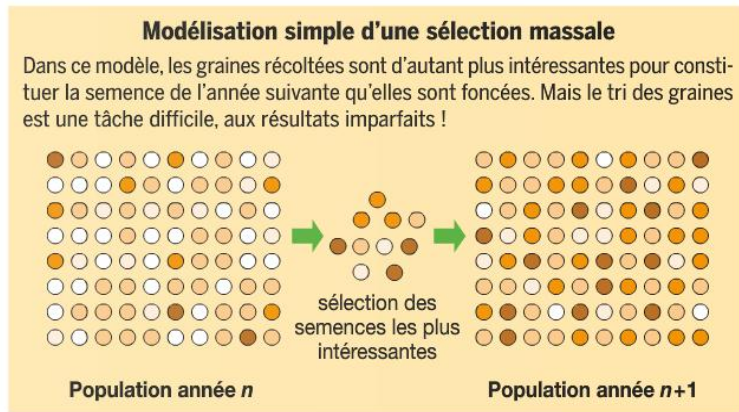 Modélisation simple d'une sélection massale
Dans ce modèle, les graines récoltées sont d'autant plus intéressantes pour consti-
tuer la semence de l'année suivante qu'elles sont foncées. Mais le tri des graines
est une tâche difficile, aux résultats imparfaits !
sélection des
semences les plus
intéressantes
Population année n
Population année n+1